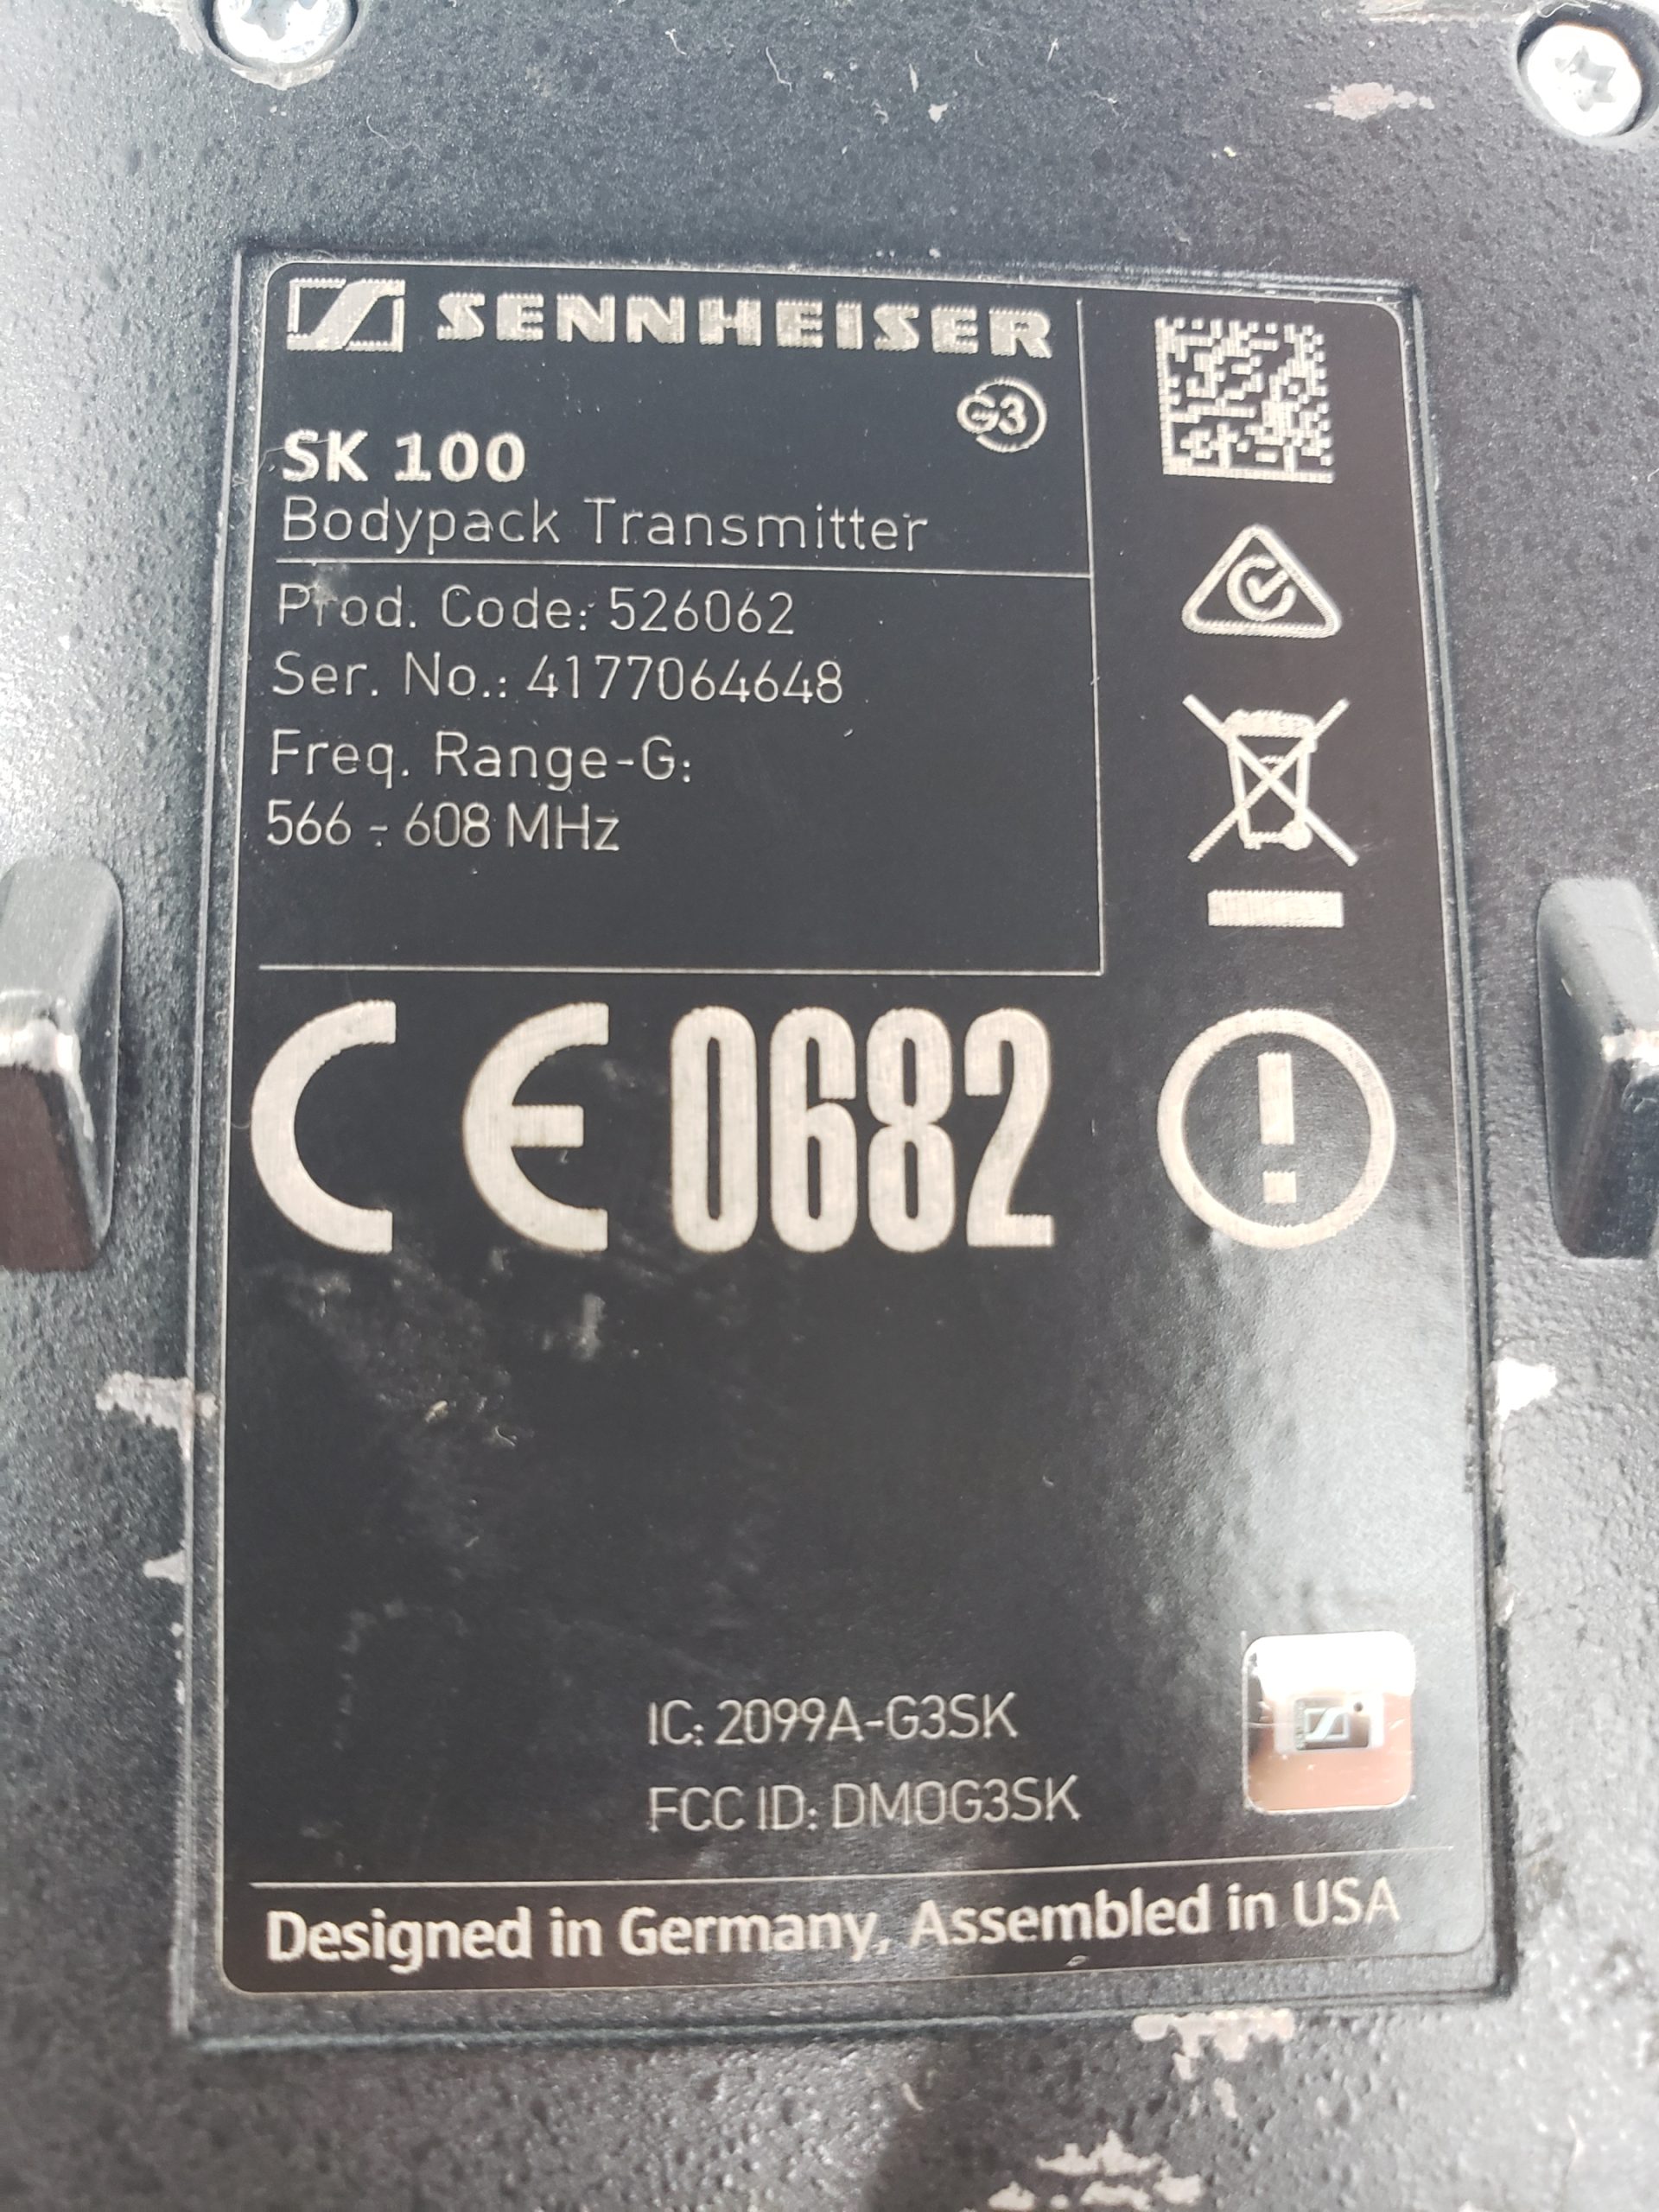 SENNHEISER
G3
SK 100
Bodypack Transmitter
Prod. Code: 526062
Ser. No.: 4177064648
Freq. Range-G:
566 - 608 MHz
CE 0682
IC: 2099A-G3SK
FCC ID: DMOG3SK
Designed in Germany, Assembled in USA